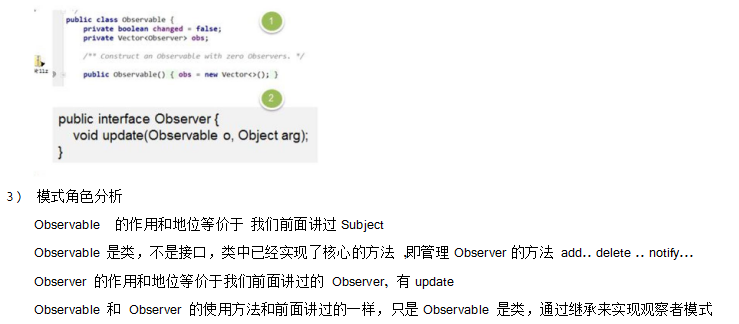 public class Observable {
1
private boolean changed = false;
private Vector<Observer> obs;
/** Construct an Observable with zero Observers. */
public Observable() { obs = new Vector<>(); }
2
public interface Observer {
void update(Observable o, Object arg);
}
3） 模式角色分析
Observable 的作用和地位等价于 我们前面讲过 Subject
Observable 是类，不是接口，类中已经实现了核心的方法 ,即管理 Observer 的方法 add.. delete .. notify...
Observer 的作用和地位等价于我们前面讲过的 Observer, 有 update
Observable 和 Observer 的使用方法和前面讲过的一样，只是 Observable 是类，通过继承来实现观察者模式